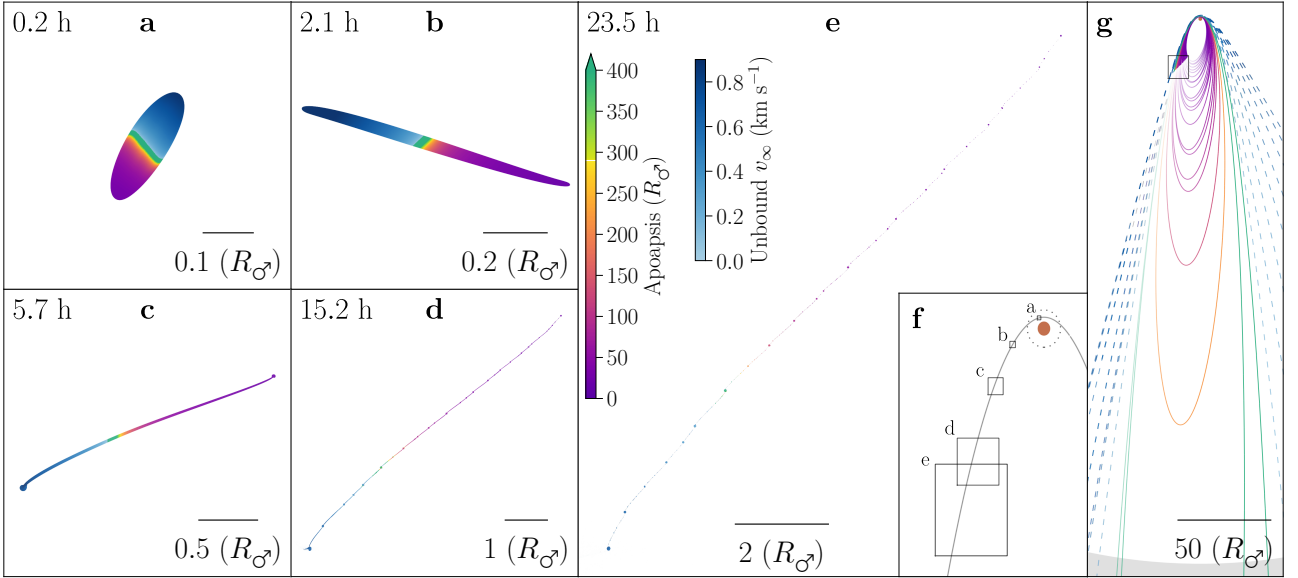 0.2 h
a
0.1 (R♂)
2.1 h
b
0.2 (R♂)
5.7 h
c
0.5 (R♂)
15.2 h
d
1 (R♂)
23.5 h
e
400
350
300
250
200
150
100
50
0
Apoapsis (R♂)
0.8
0.6
0.4
0.2
0.0
Unbound v∞ (km s⁻¹)
2 (R♂)
f
a
b
c
d
e
g
50 (R♂)